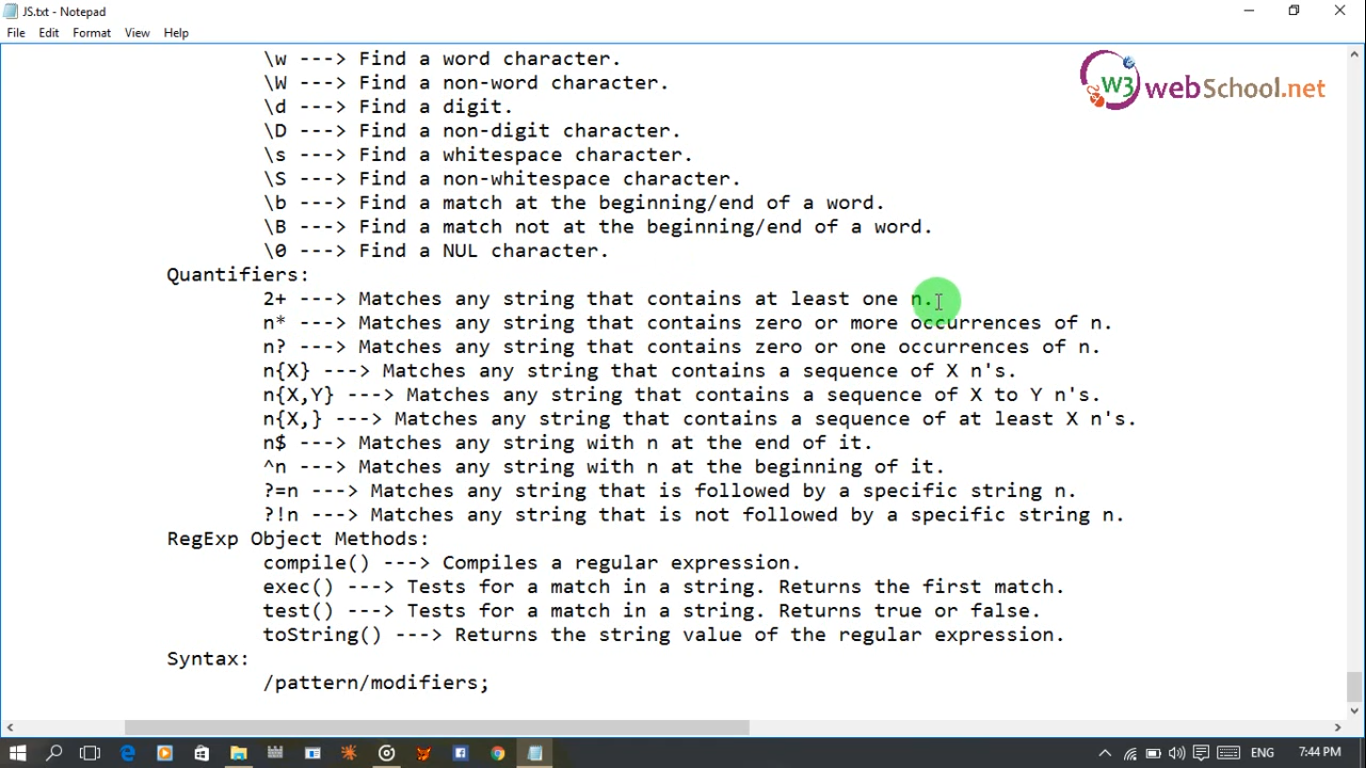 JS.txt - Notepad
File Edit Format View Help
W3 webSchool.net
\w ---> Find a word character.
\W ---> Find a non-word character.
\d ---> Find a digit.
\D ---> Find a non-digit character.
\s ---> Find a whitespace character.
\S ---> Find a non-whitespace character.
\b ---> Find a match at the beginning/end of a word.
\B ---> Find a match not at the beginning/end of a word.
\0 ---> Find a NUL character.
Quantifiers:
2+ ---> Matches any string that contains at least one n.
n* ---> Matches any string that contains zero or more occurrences of n.
n? ---> Matches any string that contains zero or one occurrences of n.
n{X} ---> Matches any string that contains a sequence of X n's.
n{X,Y} ---> Matches any string that contains a sequence of X to Y n's.
n{X,} ---> Matches any string that contains a sequence of at least X n's.
n$ ---> Matches any string with n at the end of it.
^n ---> Matches any string with n at the beginning of it.
?=n ---> Matches any string that is followed by a specific string n.
?!n ---> Matches any string that is not followed by a specific string n.
RegExp Object Methods:
compile() ---> Compiles a regular expression.
exec() ---> Tests for a match in a string. Returns the first match.
test() ---> Tests for a match in a string. Returns true or false.
toString() ---> Returns the string value of the regular expression.
Syntax:
/pattern/modifiers;
ENG 7:44 PM